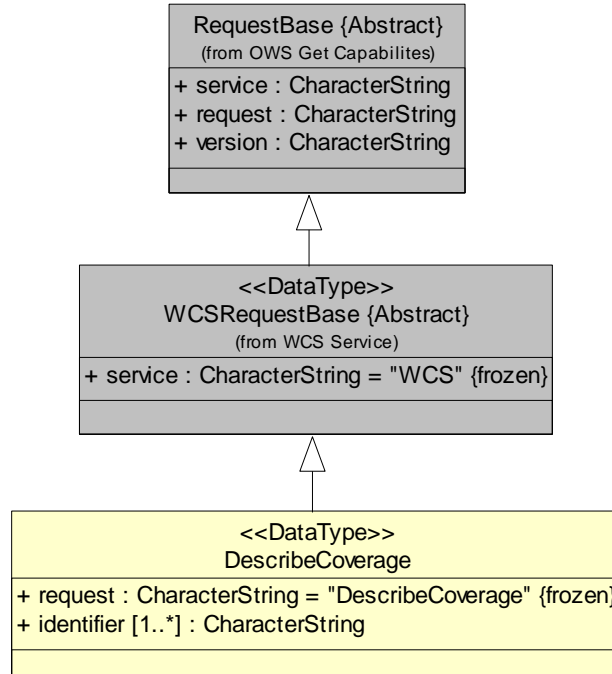 RequestBase {Abstract}
(from OWS Get Capabilites)
+ service : CharacterString
+ request : CharacterString
+ version : CharacterString
<<DataType>>
WCSRequestBase {Abstract}
(from WCS Service)
+ service : CharacterString = "WCS" {frozen}
<<DataType>>
DescribeCoverage
+ request : CharacterString = "DescribeCoverage" {frozen}
+ identifier [1..*] : CharacterString